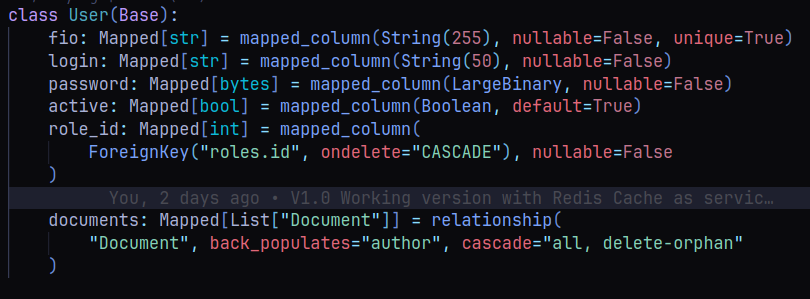 class User(Base):
    fio: Mapped[str] = mapped_column(String(255), nullable=False, unique=True)
    login: Mapped[str] = mapped_column(String(50), nullable=False)
    password: Mapped[bytes] = mapped_column(LargeBinary, nullable=False)
    active: Mapped[bool] = mapped_column(Boolean, default=True)
    role_id: Mapped[int] = mapped_column(
        ForeignKey("roles.id", ondelete="CASCADE"), nullable=False
    )
You, 2 days ago • V1.0 Working version with Redis Cache as servic…
    documents: Mapped[List["Document"]] = relationship(
        "Document", back_populates="author", cascade="all, delete-orphan"
    )